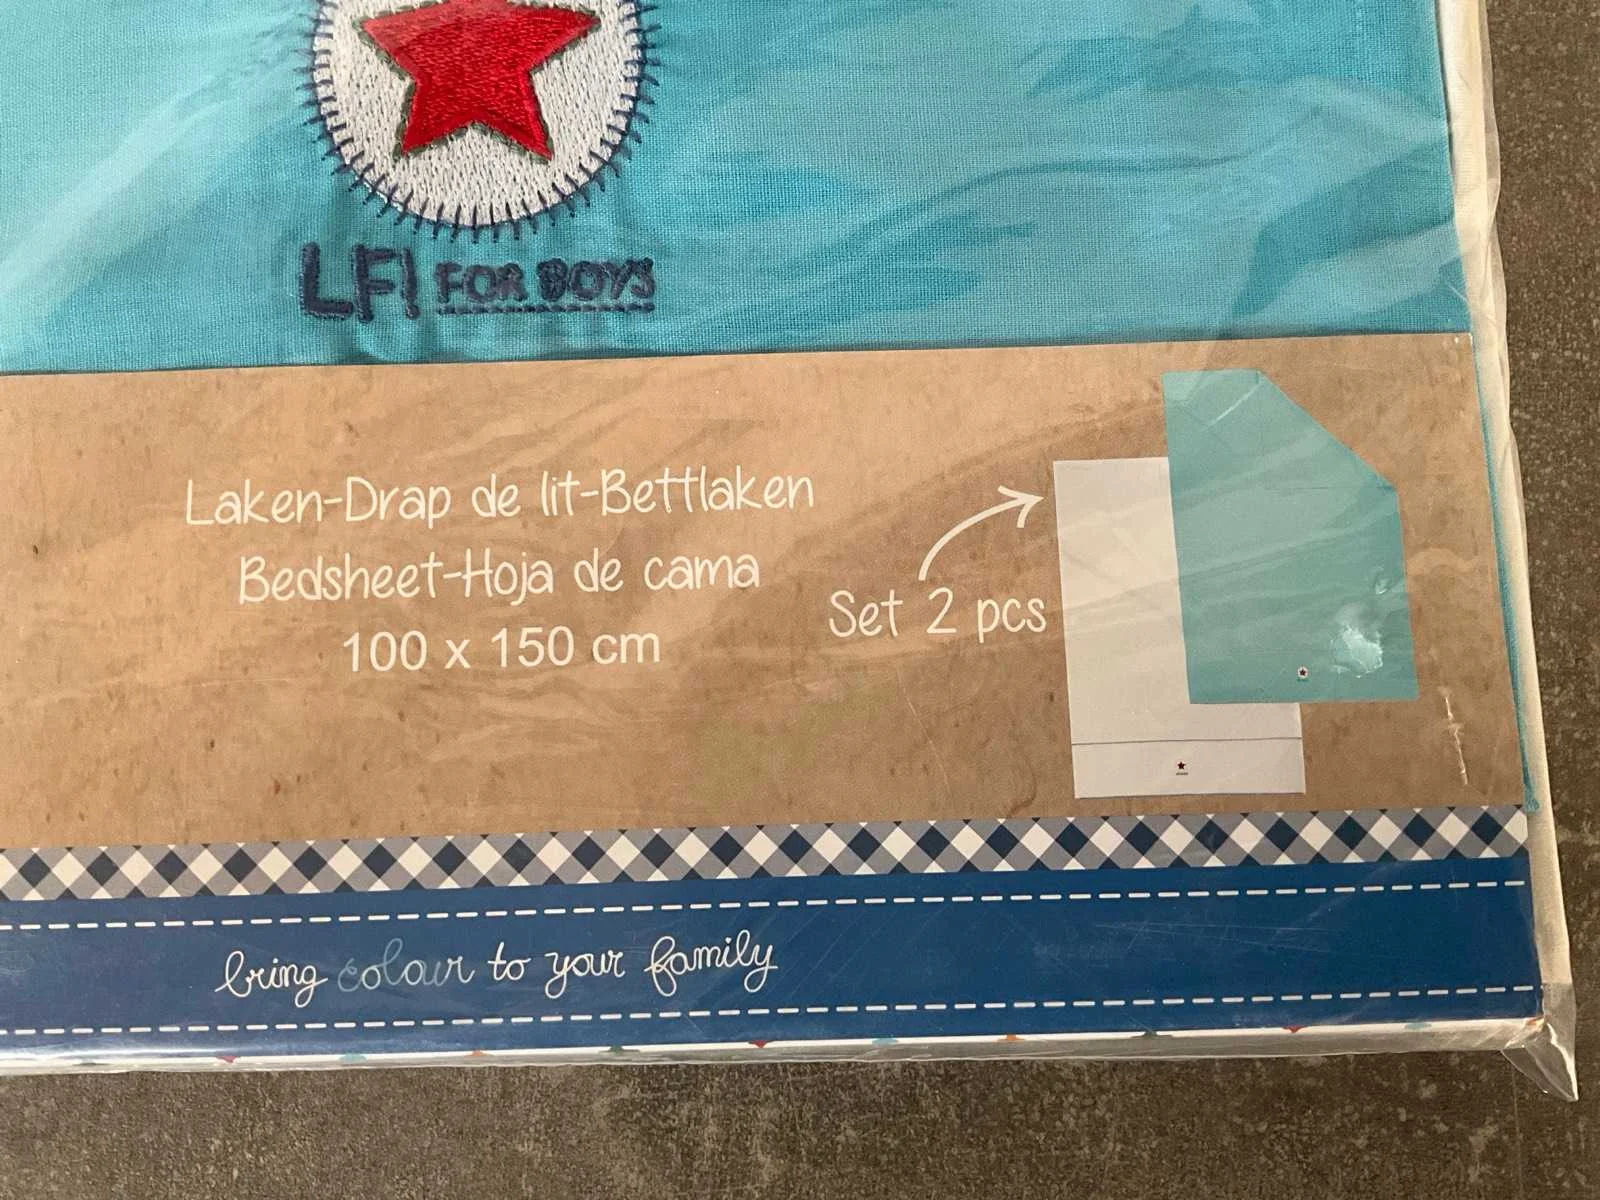 LF! FOR BOYS
Laken-Drap de lit-Bettlaken
Bedsheet-Hoja de cama
100 x 150 cm
Set 2 pcs
bring colour to your family